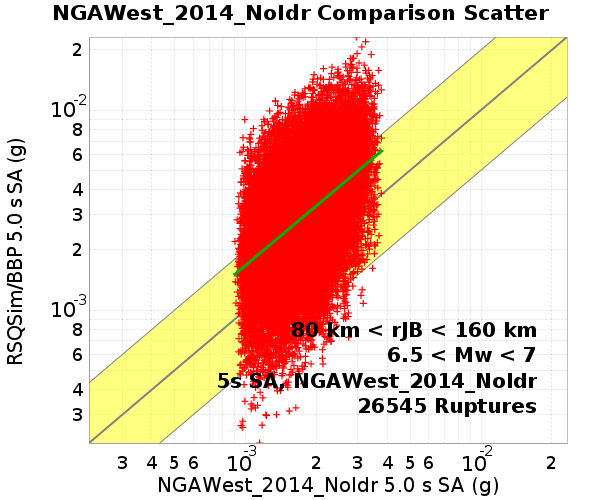 NGAWest_2014_NoIdr Comparison Scatter
RSQSim/BBP 5.0 s SA (g)
2
10-2
8
6
4
3
2
10-3
8
6
4
3
80 km < rJB < 160 km
6.5 < Mw < 7
5s SA, NGAWest_2014_NoIdr
26545 Ruptures
3 4 5 6 10-3 2 3 4 5 6 10-2 2
NGAWest_2014_NoIdr 5.0 s SA (g)